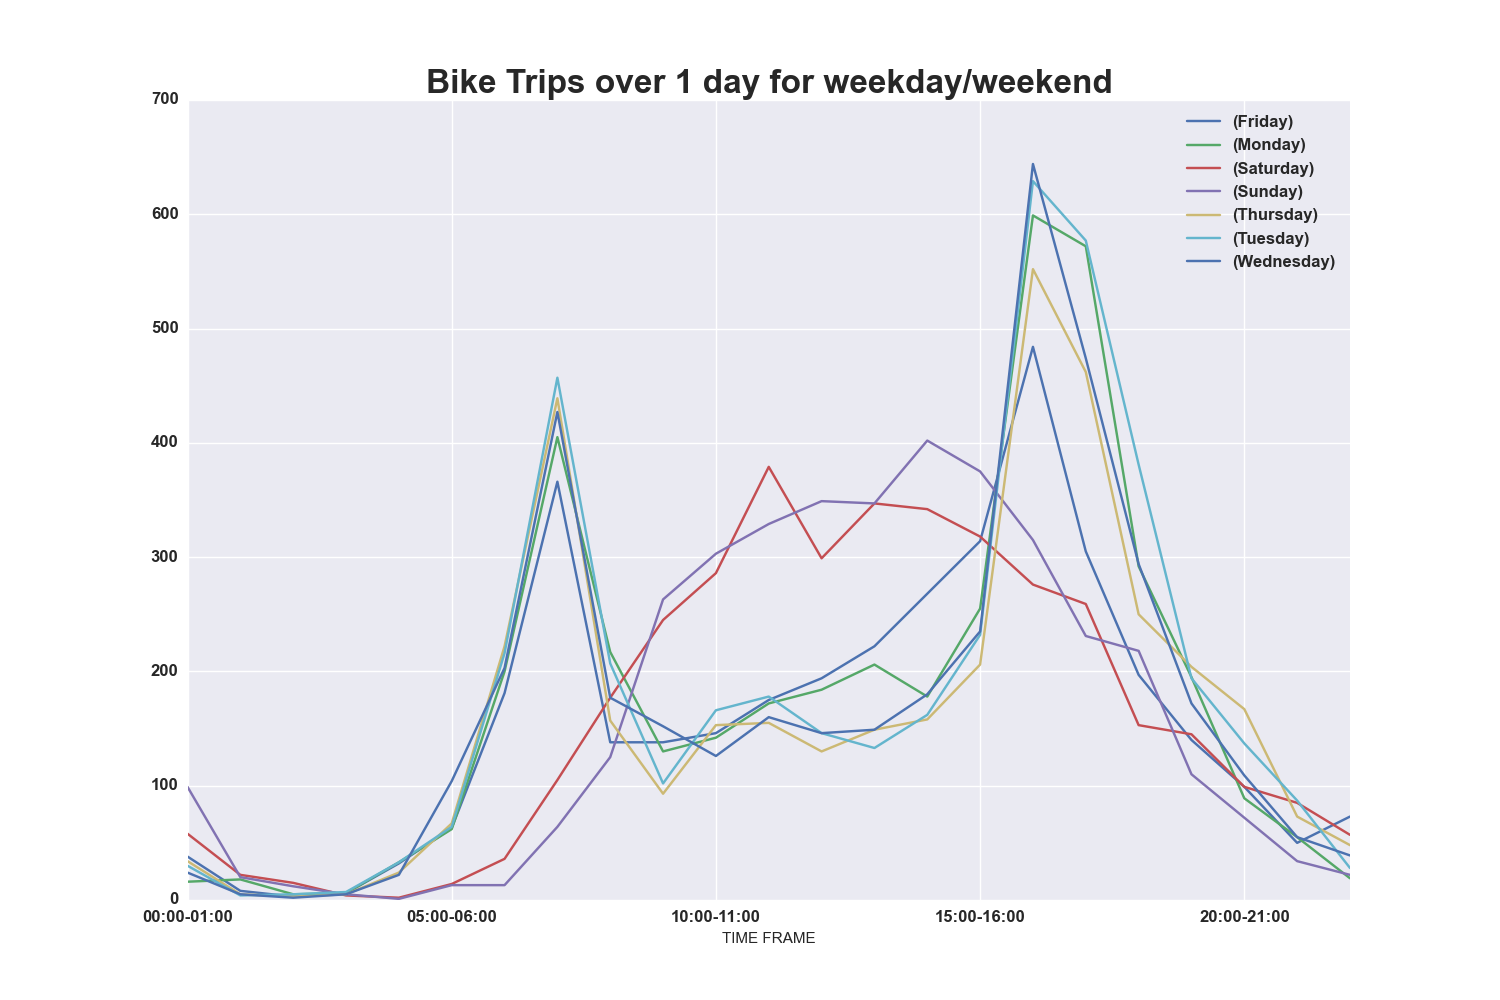 Bike Trips over 1 day for weekday/weekend
700
600
500
400
300
200
100
0
(Friday)
(Monday)
(Saturday)
(Sunday)
(Thursday)
(Tuesday)
(Wednesday)
00:00-01:00 05:00-06:00 10:00-11:00 15:00-16:00 20:00-21:00
TIME FRAME